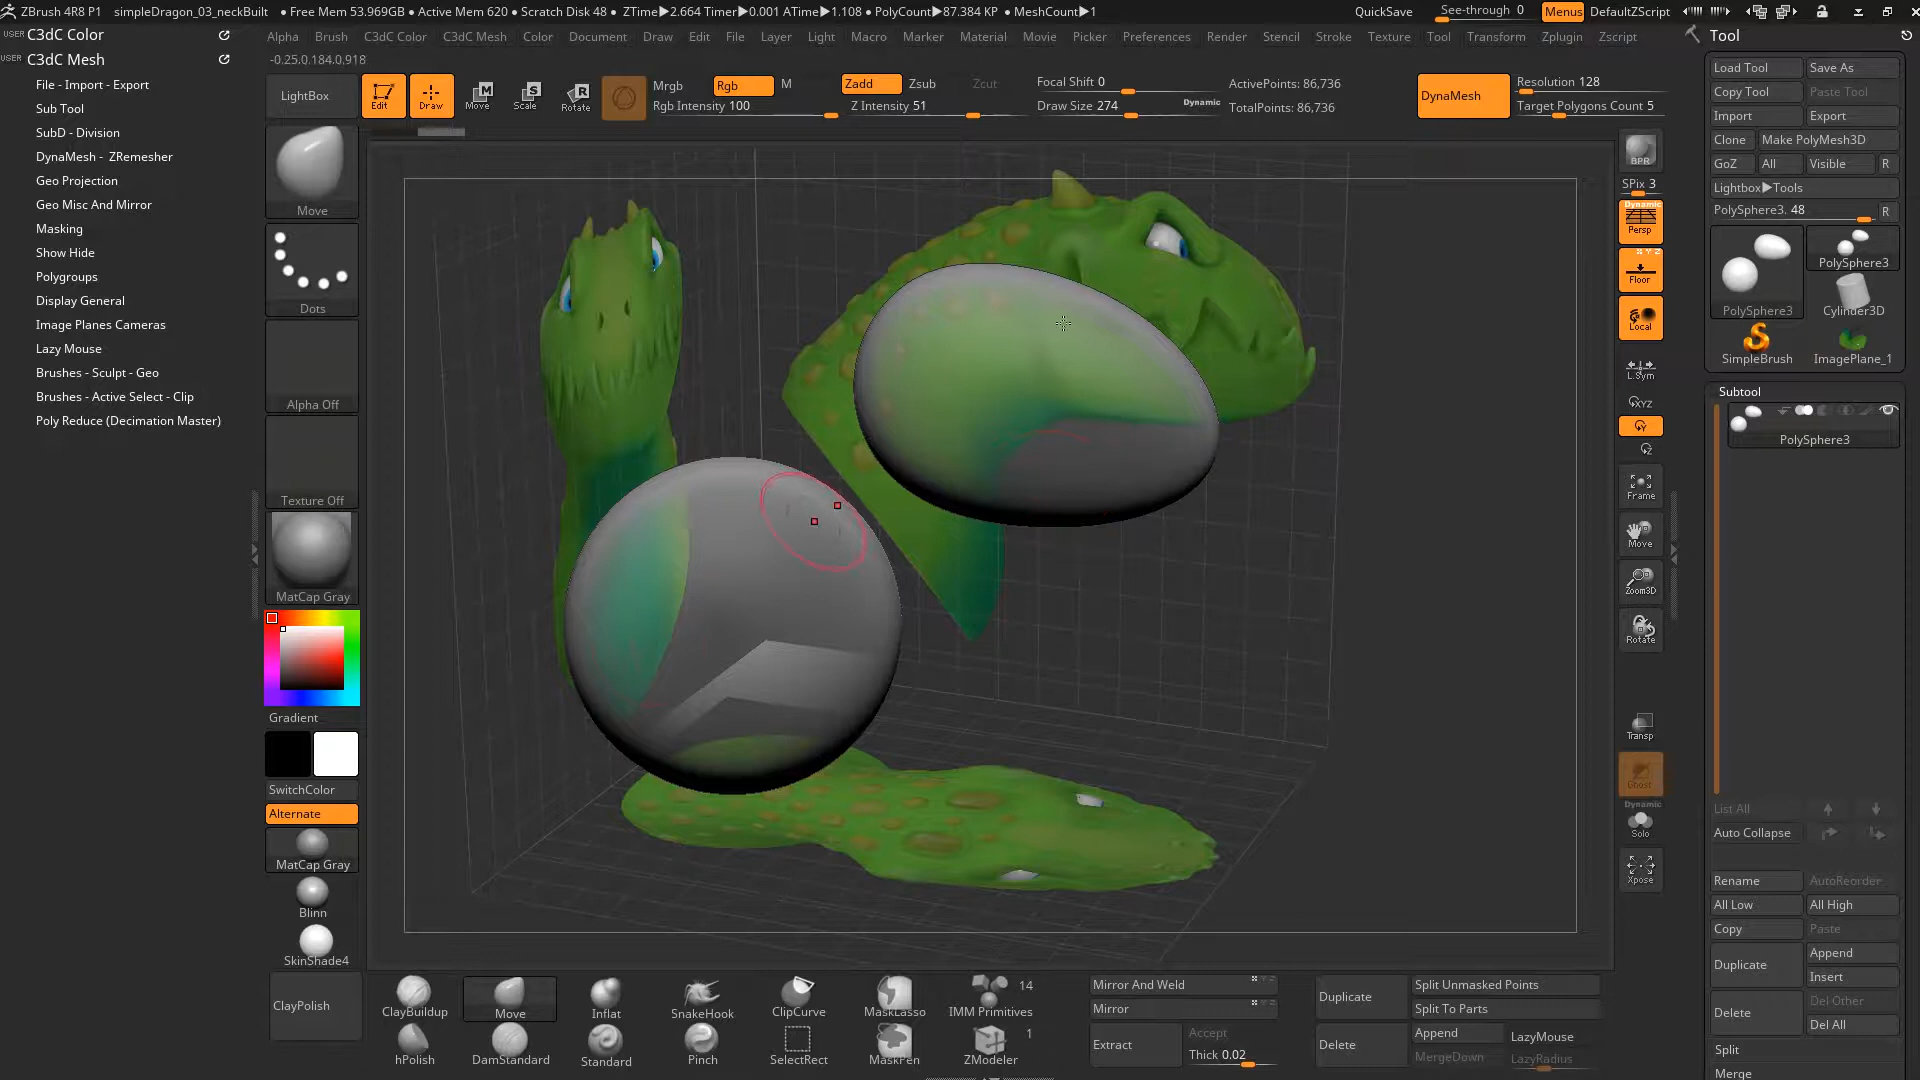 ZBrush 4R8 P1 simpleDragon_03_neckBuilt • Free Mem 53.969GB • Active Mem 620 • Scratch Disk 48 • ZTime▶2.664 Timer▶0.001 ATime▶1.108 • PolyCount▶87.384 KP • MeshCount▶1 QuickSave See-through 0 Menus DefaultZScript
USER C3dC Color
USER C3dC Mesh
Alpha Brush C3dC Geo Color Document Draw Edit File Layer Light Macro Marker Material Movie Picker Preferences Render Stencil Stroke Texture Tool Transform Zplugin Zscript
-0.25,0.184,0.918
File - Import - Export
Sub Tool
SubD - Division
DynaMesh - ZRemesher
Geo Projection
Geo Misc And Mirror
Masking
Show Hide
Polygroups
Display General
Image Planes Cameras
Lazy Mouse
Brushes - Sculpt - Geo
Brushes - Active Select - Clip
Poly Reduce (Decimation Master)
LightBox
Edit
Draw
Move
Scale
Rotate
Mrgb Rgb M
Rgb Intensity 100
Zadd Zsub Zcut
Z Intensity 51
Focal Shift 0
Draw Size 274 Dynamic
ActivePoints: 86,736
TotalPoints: 86,736
DynaMesh
Resolution 128
Target Polygons Count 5
Move
Dots
Alpha Off
Texture Off
MatCap Gray
Gradient
SwitchColor
Alternate
MatCap Gray
Blinn
SkinShade4
ClayPolish
ClayBuildup
Move
Inflat
SnakeHook
ClipCurve
MaskLasso
14
IMM Primitives
hPolish
DamStandard
Standard
Pinch
SelectRect
MaskPen
1
ZModeler
Mirror And Weld
Mirror
Extract
Accept
Thick 0.02
Duplicate
Split Unmasked Points
Split To Parts
Delete
Append
MergeDown
LazyMouse
LazyRadius
BPR
SPix 3
Dynamic
Persp
Floor
Local
L.Sym
XYZ
Y
Z
Frame
Move
Zoom3D
Rotate
Transp
Ghost
Dynamic
Solo
Xpose
Tool
Load Tool Save As
Copy Tool Paste Tool
Import Export
Clone Make PolyMesh3D
GoZ All Visible R
Lightbox▶Tools
PolySphere3. 48 R
PolySphere3
PolySphere3
Cylinder3D
SimpleBrush
ImagePlane_1
Subtool
PolySphere3
List All
Auto Collapse
Rename AutoReorder
All Low All High
Copy Paste
Duplicate
Append
Insert
Delete
Del Other
Del All
Split
Merge